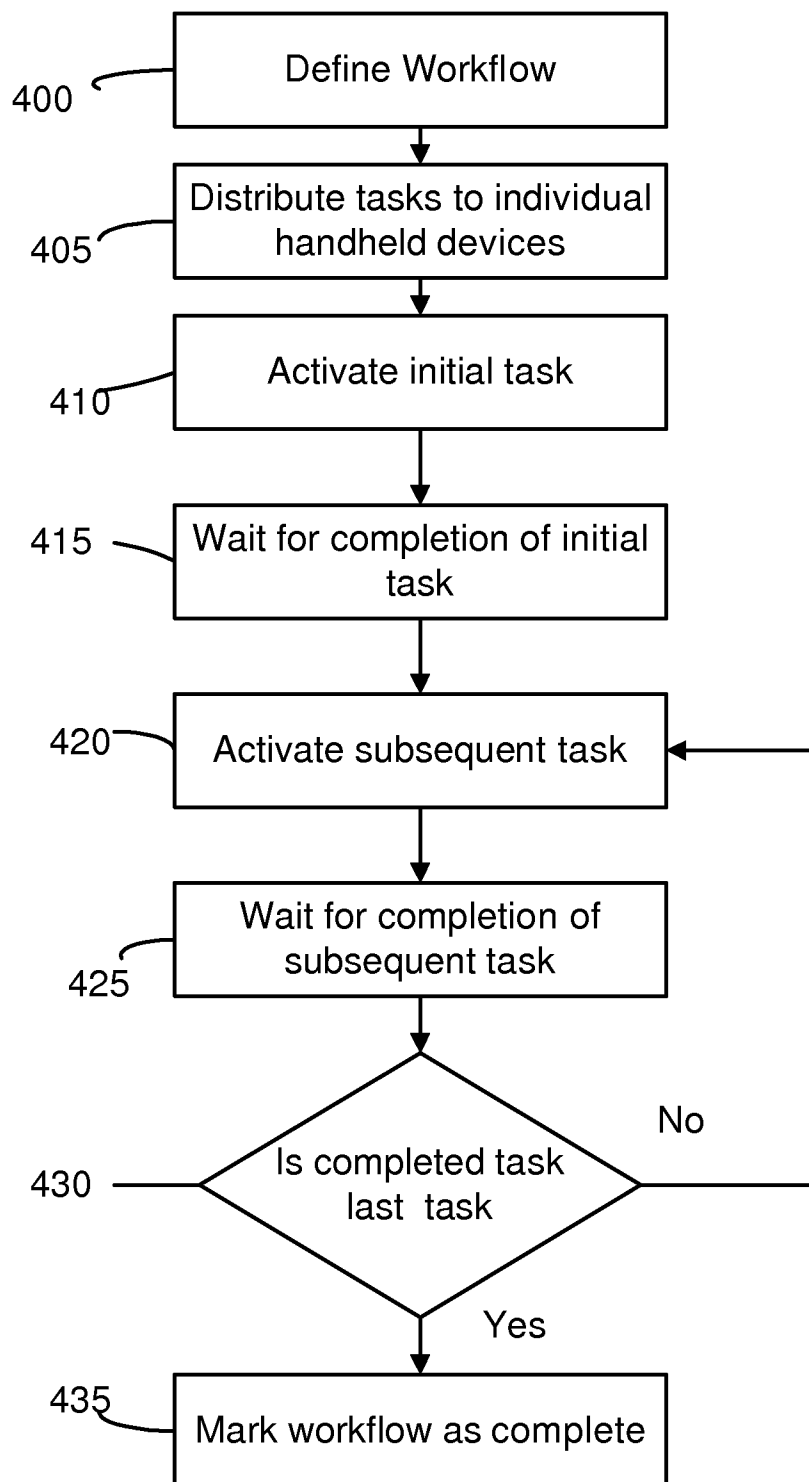 Define Workflow
400
Distribute tasks to individual
handheld devices
405
Activate initial task
410
415
Wait for completion of initial
task
420
Activate subsequent task
Wait for completion of
subsequent task
425
No
Is completed task
last task
430
Yes
435
Mark workflow as complete